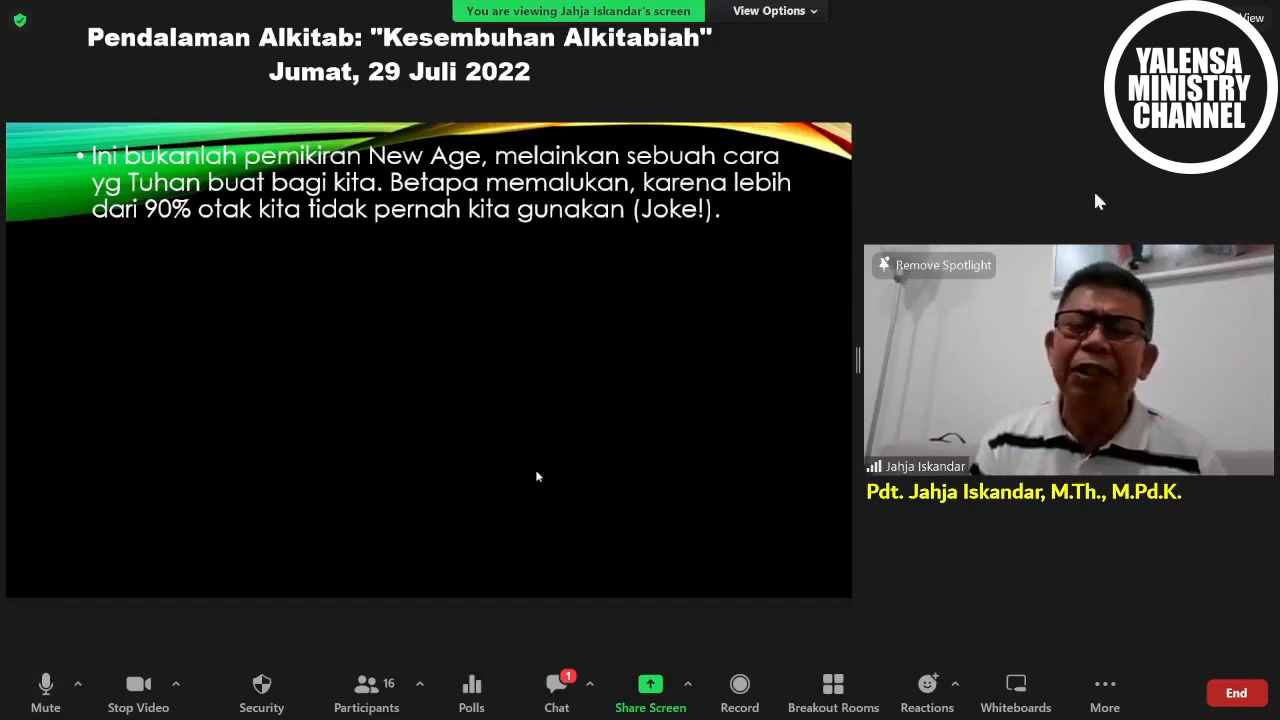 You are viewing Jahja Iskandar's screen
View Options
View
Pendalaman Alkitab: "Kesembuhan Alkitabiah"
Jumat, 29 Juli 2022
YALENSA
MINISTRY
CHANNEL
• Ini bukanlah pemikiran New Age, melainkan sebuah cara
yg Tuhan buat bagi kita. Betapa memalukan, karena lebih
dari 90% otak kita tidak pernah kita gunakan (Joke!).
Remove Spotlight
Jahja Iskandar
Pdt. Jahja Iskandar, M.Th., M.Pd.K.
16
1
Mute
Stop Video
Security
Participants
Polls
Chat
Share Screen
Record
Breakout Rooms
Reactions
Whiteboards
More
End